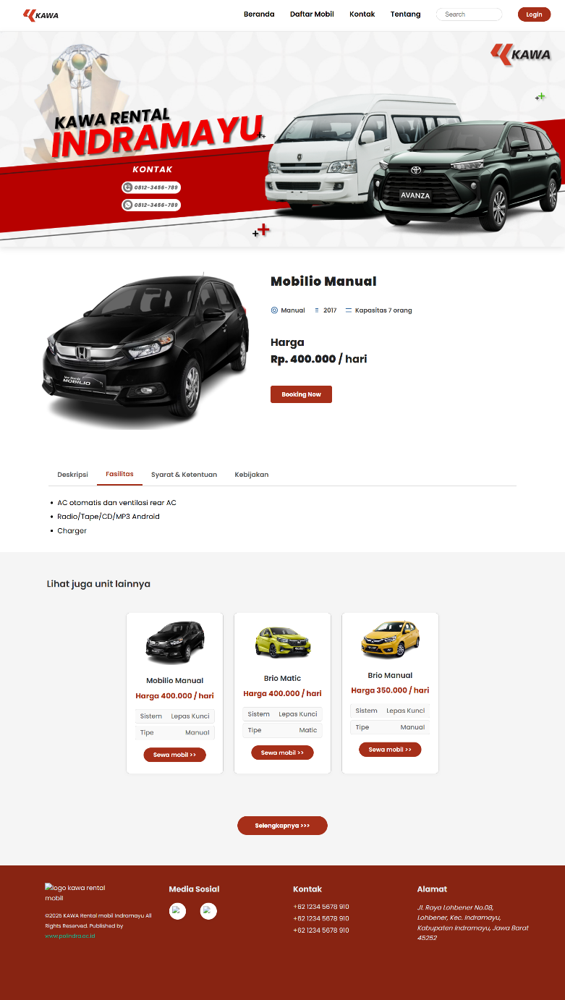 KAWA
Beranda
Daftar Mobil
Kontak
Tentang
Search
Login
KAWA
KAWA RENTAL
INDRAMAYU
KONTAK
0812-3456-789
0812-3456-789
AVANZA
Mobilio Manual
Manual
2017
Kapasitas 7 orang
Harga
Rp. 400.000 / hari
New Honda
MOBILIO
Booking Now
Deskripsi
Fasilitas
Syarat & Ketentuan
Kebijakan
• AC otomatis dan ventilasi rear AC
• Radio/Tape/CD/MP3 Android
• Charger
Lihat juga unit lainnya
Mobilio Manual
Harga 400.000 / hari
Sistem Lepas Kunci
Tipe Manual
Sewa mobil >>
Brio Matic
Harga 400.000 / hari
Sistem Lepas Kunci
Tipe Matic
Sewa mobil >>
Brio Manual
Harga 350.000 / hari
Sistem Lepas Kunci
Tipe Manual
Sewa mobil >>
Selengkapnya >>>
logo kawa rental
mobil
©2025 KAWA Rental mobil Indramayu All
Rights Reserved. Published by
www.polindra.ac.id
Media Sosial
Kontak
+62 1234 5678 910
+62 1234 5678 910
+62 1234 5678 910
Alamat
Jl. Raya Lohbener No.08,
Lohbener, Kec. Indramayu,
Kabupaten Indramayu, Jawa Barat
45252